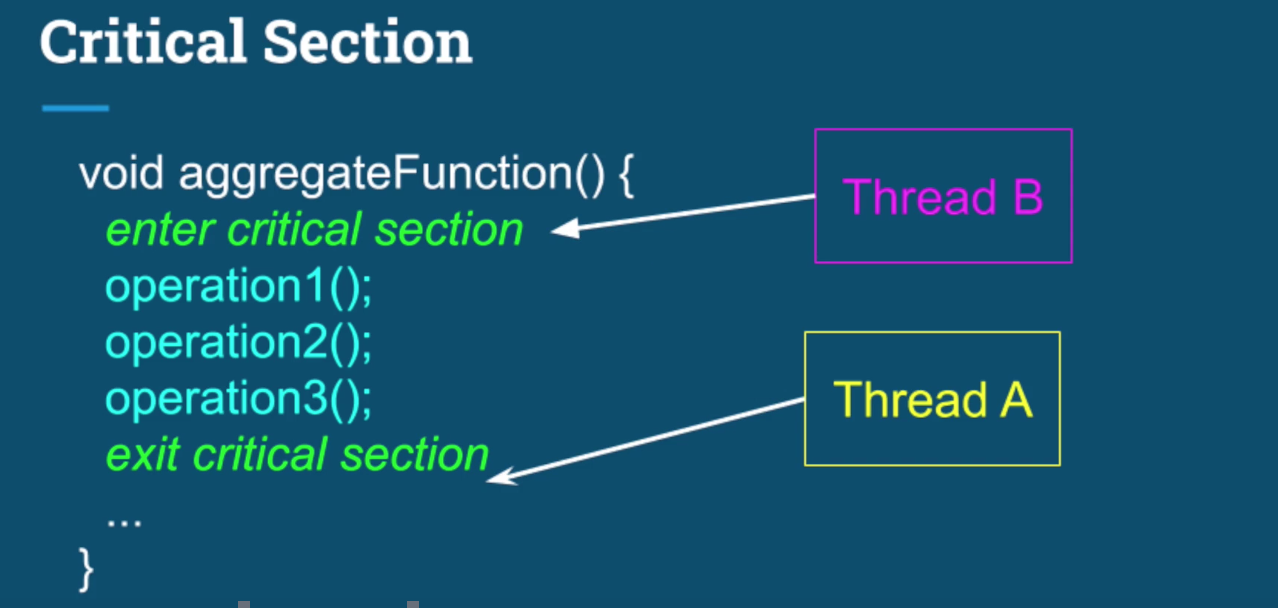 Critical Section
void aggregateFunction() {
enter critical section
operation1();
operation2();
operation3();
exit critical section
...
}
Thread B
Thread A